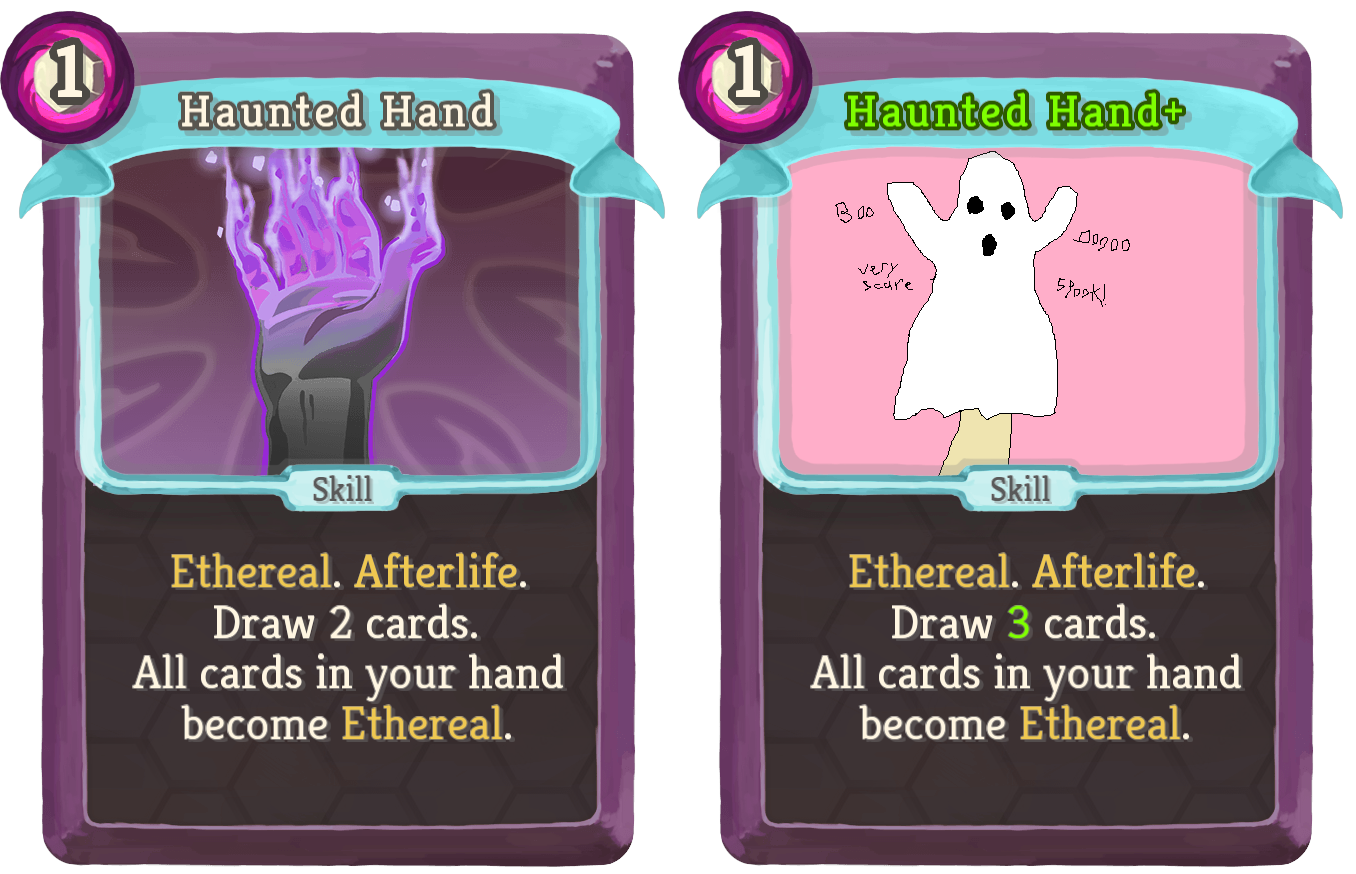 1
Haunted Hand
Boo
Skill
Ethereal. Afterlife.
Draw 2 cards.
All cards in your hand
become Ethereal.
1
Haunted Hand+
Boo
ooooo
very
scare
Spook!
Skill
Ethereal. Afterlife.
Draw 3 cards.
All cards in your hand
become Ethereal.